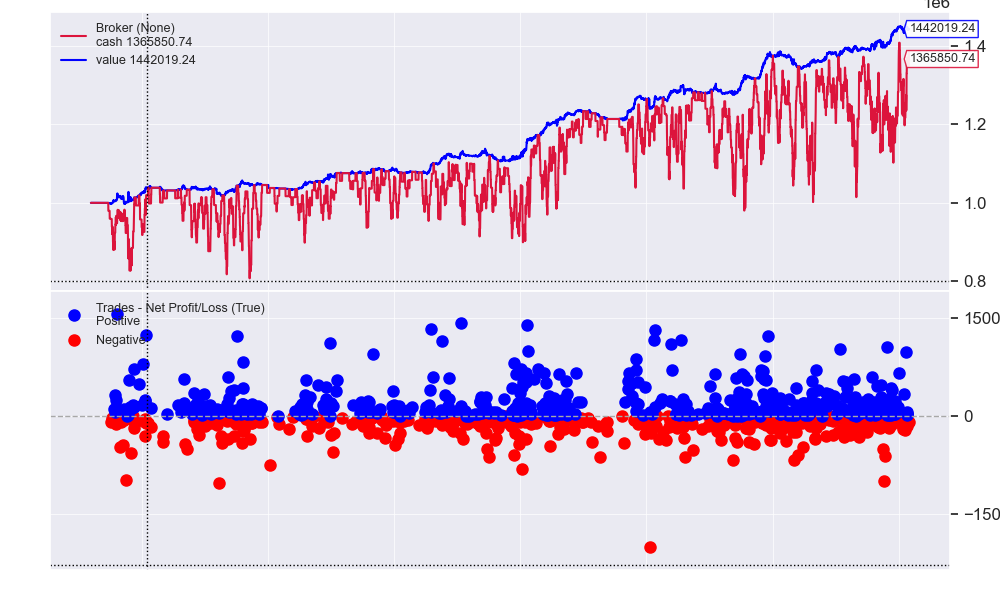 1e6
Broker (None)
cash 1365850.74
value 1442019.24
1442019.24
1.4
1365850.74
1.2
1.0
0.8
Trades - Net Profit/Loss (True)
Positive
Negative
1500
0
−150